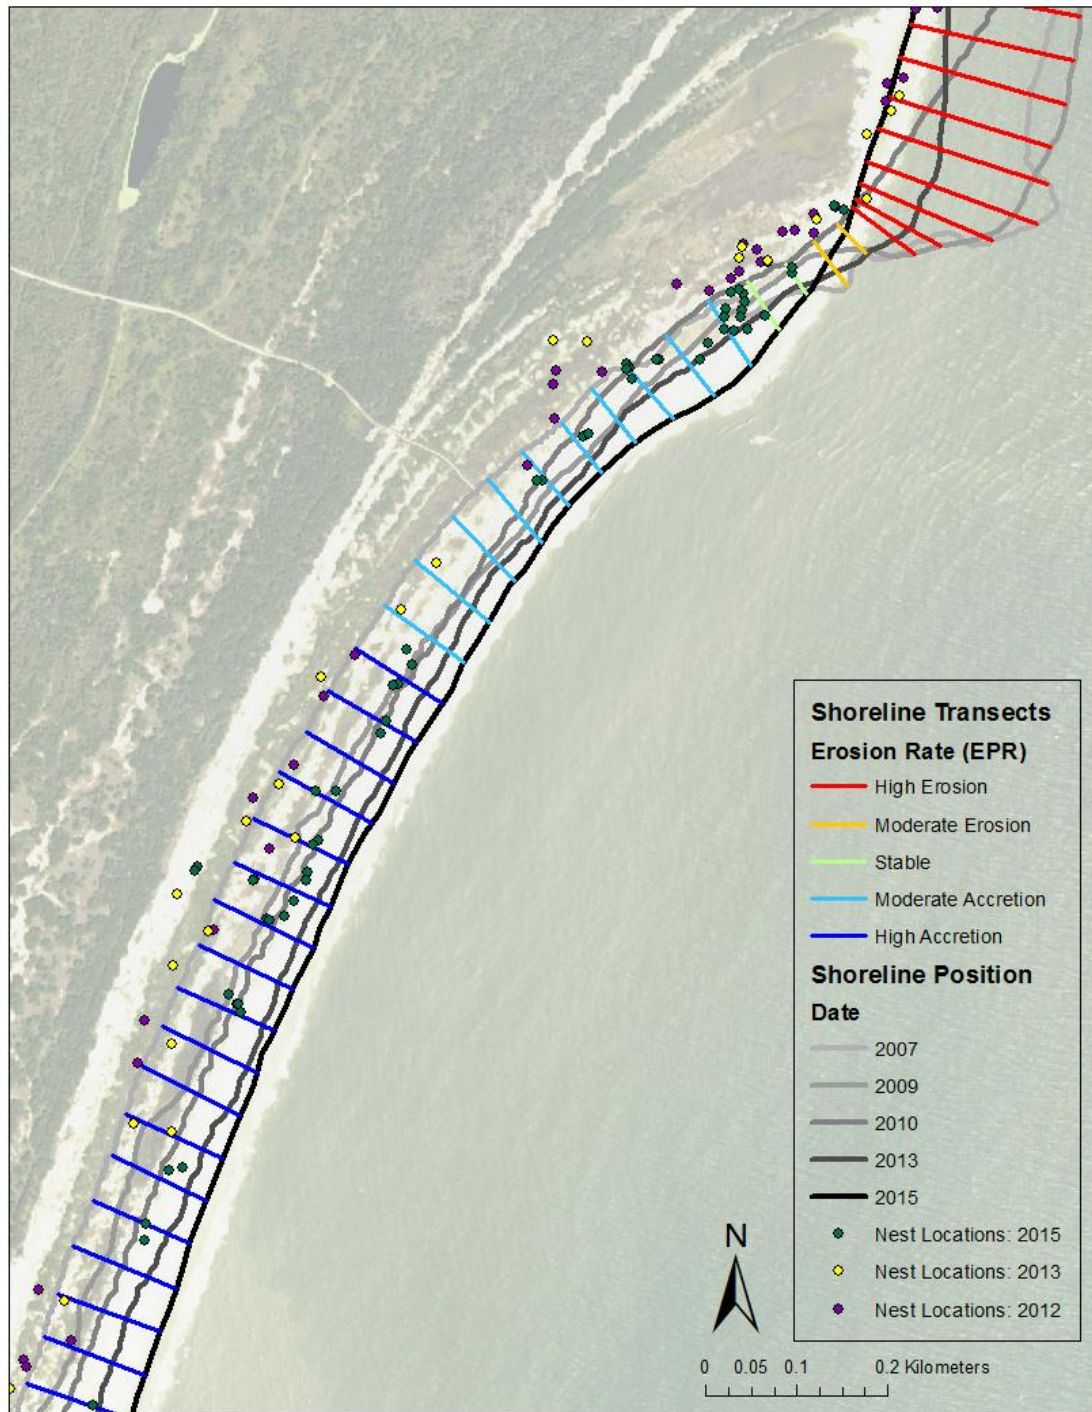 Shoreline Transects
Erosion Rate (EPR)
High Erosion
Moderate Erosion
Stable
Moderate Accretion
High Accretion
Shoreline Position
Date
2007
2009
2010
2013
2015
Nest Locations: 2015
Nest Locations: 2013
Nest Locations: 2012
N
0 0.05 0.1 0.2 Kilometers